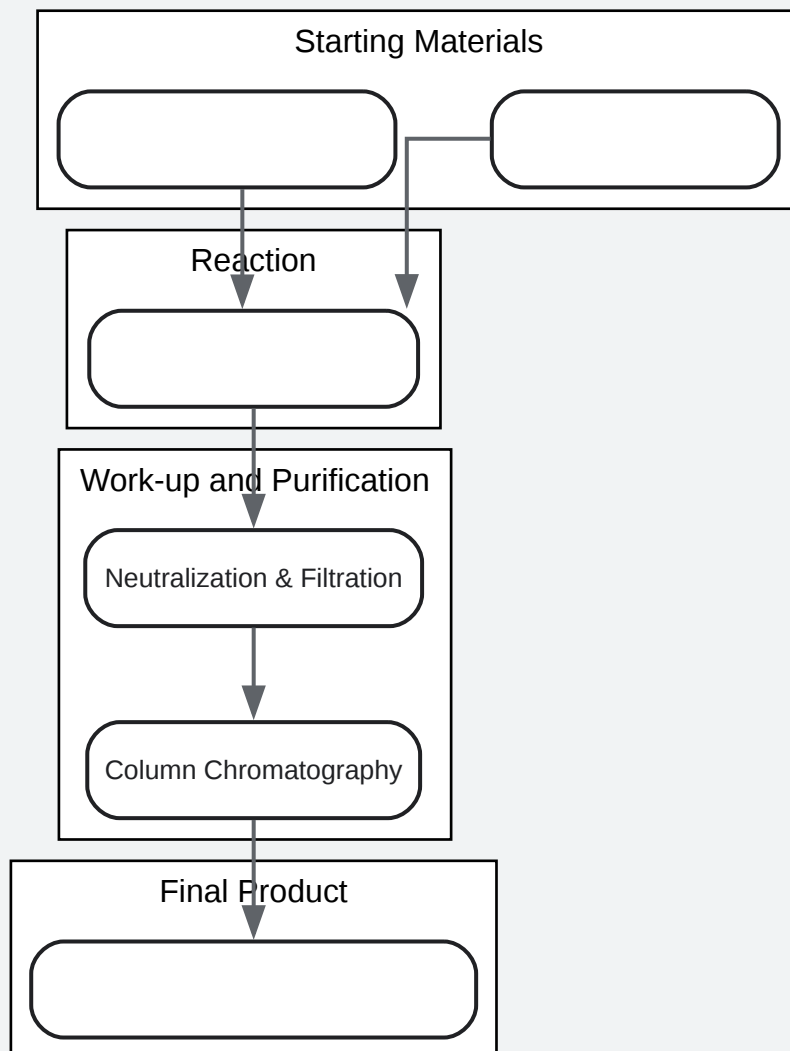 Starting Materials
Reaction
Work-up and Purification
Neutralization & Filtration
Column Chromatography
Final Product